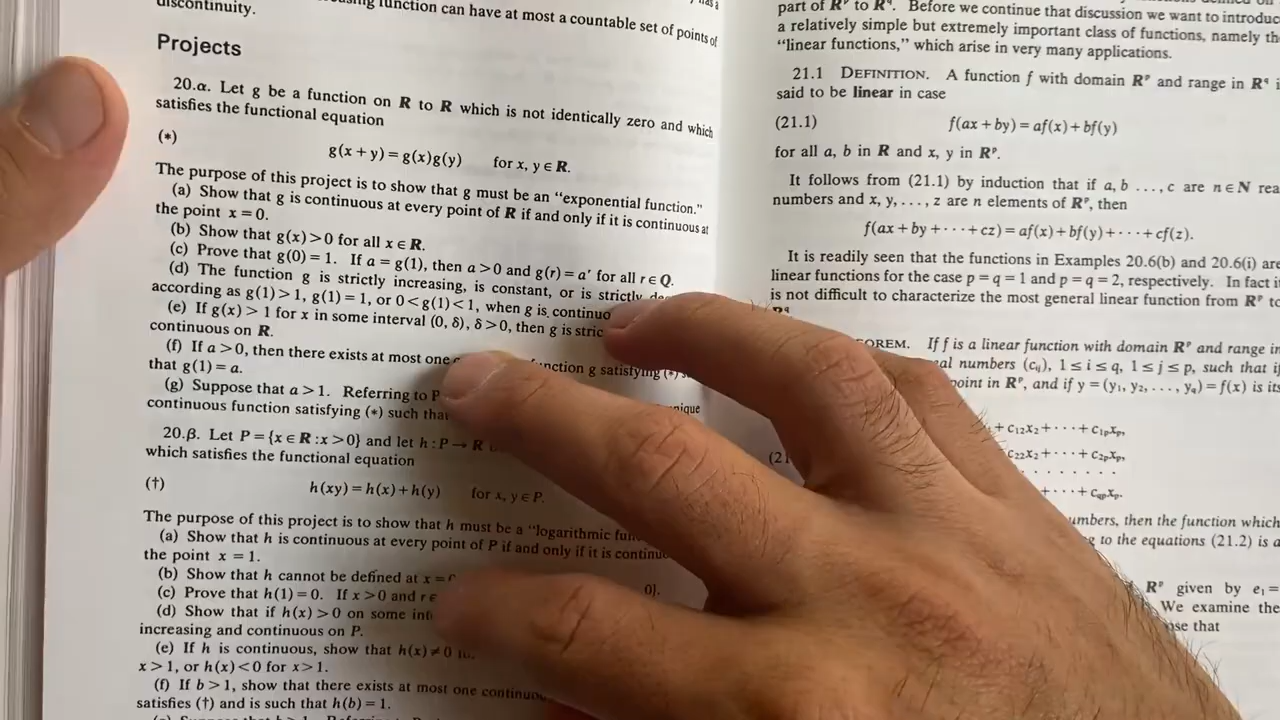 function can have at most a countable set of points of
discontinuity.
Projects
20.α. Let g be a function on R to R which is not identically zero and which
satisfies the functional equation
(*)
g(x + y) = g(x)g(y) for x, y ∈ R.
The purpose of this project is to show that g must be an "exponential function."
(a) Show that g is continuous at every point of R if and only if it is continuous at
the point x = 0.
(b) Show that g(x) > 0 for all x ∈ R.
(c) Prove that g(0) = 1. If a = g(1), then a > 0 and g(r) = aʳ for all r ∈ Q.
(d) The function g is strictly increasing, is constant, or is strictly
according as g(1) > 1, g(1) = 1, or 0 < g(1) < 1, when g is
(e) If g(x) > 1 for x in some interval (0, δ), δ > 0, then g is
continuous on R.
(f) If a > 0, then there exists at most one g satisfying (*)
that g(1) = a.
(g) Suppose that a > 1. Referring to
continuous function satisfying (*) such
20.β. Let P = {x ∈ R : x > 0} and let h : P → R
which satisfies the functional equation
(†)
h(xy) = h(x) + h(y) for x, y ∈ P.
The purpose of this project is to show that h must be a "logarithmic
(a) Show that h is continuous at every point of P if and only if it is
the point x = 1.
(b) Show that h cannot be defined at x =
(c) Prove that h(1) = 0. If x > 0 and r ∈
(d) Show that if h(x) > 0 on some
increasing and continuous on P.
(e) If h is continuous, show that h(x) ≠ 0
x > 1, or h(x) < 0 for x > 1.
(f) If b > 1, show that there exists at most one
satisfies (†) and is such that h(b) = 1.
part of Rᵖ to R^q. Before we continue that discussion we want to
a relatively simple but extremely important class of functions, namely
"linear functions," which arise in very many applications.
21.1 DEFINITION. A function f with domain Rᵖ and range in R^q
said to be linear in case
(21.1) f(ax + by) = af(x) + bf(y)
for all a, b in R and x, y in Rᵖ.
It follows from (21.1) by induction that if a, b ..., c are n ∈ N
numbers and x, y, ..., z are n elements of Rᵖ, then
f(ax + by + ··· + cz) = af(x) + bf(y) + ··· + cf(z).
It is readily seen that the functions in Examples 20.6(b) and 20.6(i) are
linear functions for the case p = q = 1 and p = q = 2, respectively. In fact
is not difficult to characterize the most general linear function from Rᵖ to
If f is a linear function with domain Rᵖ and range in
numbers (cᵢⱼ), 1 ≤ i ≤ q, 1 ≤ j ≤ p, such that
point in Rᵖ, and if y = (y₁, y₂, ..., y_q) = f(x) is its
+ c₁₂x₂ + ··· + c₁ₚxₚ,
c₂₂x₂ + ··· + c₂ₚxₚ,
+ ··· + c_qₚxₚ.
then the function which
to the equations (21.2) is
Rᵖ given by e₁ =
We examine the
that